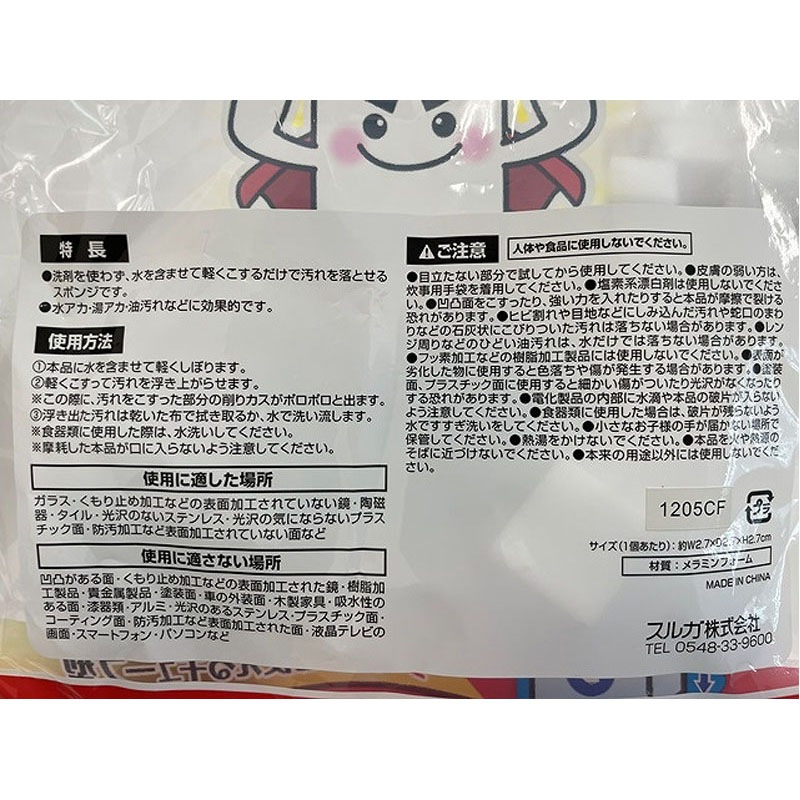 特長
●洗剤を使わず、水を含ませて軽くこするだけで汚れを落とせる
スポンジです。
●水アカ・湯アカ・油汚れなどに効果的です。
使用方法
①本品に水を含ませて軽くしぼります。
②軽くこすって汚れを浮き上がらせます。
※この際に、汚れをこすった部分の削りカスがポロポロと出ます。
③浮き出た汚れは乾いた布で拭き取るか、水で洗い流します。
※食器類に使用した際は、水洗いしてください。
※摩耗した本品が口に入らないよう注意してください。
使用に適した場所
ガラス・くもり止め加工などの表面加工されていない鏡・陶磁
器・タイル・光沢のないステンレス・光沢の気にならないプラス
チック面・防汚加工など表面加工されていない面など
使用に適さない場所
凹凸がある面・くもり止め加工などの表面加工された鏡・樹脂加
工製品・貴金属製品・塗装面・車の外装面・木製家具・吸水性の
ある面・漆器類・アルミ・光沢のあるステンレス・プラスチック面・
コーティング面・防汚加工など表面加工された面・液晶テレビの
画面・スマートフォン・パソコンなど
ご注意
人体や食品に使用しないでください。
●目立たない部分で試してから使用してください。●皮膚の弱い方は、
炊事用手袋を着用してください。●塩素系漂白剤は使用しないでくださ
い。●凹凸面をこすったり、強い力を入れたりすると本品が摩擦で裂ける
恐れがあります。●ヒビ割れや目地などにしみ込んだ汚れや蛇口のまわ
りなどの石灰状にこびりついた汚れは落ちない場合があります。●レン
ジ周りなどのひどい油汚れは、水だけでは落ちない場合があります。
●フッ素加工などの樹脂加工製品には使用しないでください。●表面が
劣化した物に使用すると色落ちや傷が発生する場合があります。●塗装
面、プラスチック面に使用すると細かい傷がついたり光沢がなくなったり
する恐れがあります。●電化製品の内部に水滴や本品の破片が入らない
よう注意してください。●食器類に使用した場合は、破片が残らないよう
水ですすぎ洗いをしてください。●小さなお子様の手が届かない場所で
保管してください。●熱湯をかけないでください。●本品を火や熱源の
そばに近づけないでください。●本来の用途以外には使用しないでくだ
さい。
1205CF
プラ
サイズ(1個あたり):約W2.7×D2.7×H2.7cm
材質:メラミンフォーム
MADE IN CHINA
スルガ株式会社
TEL 0548-33-9600